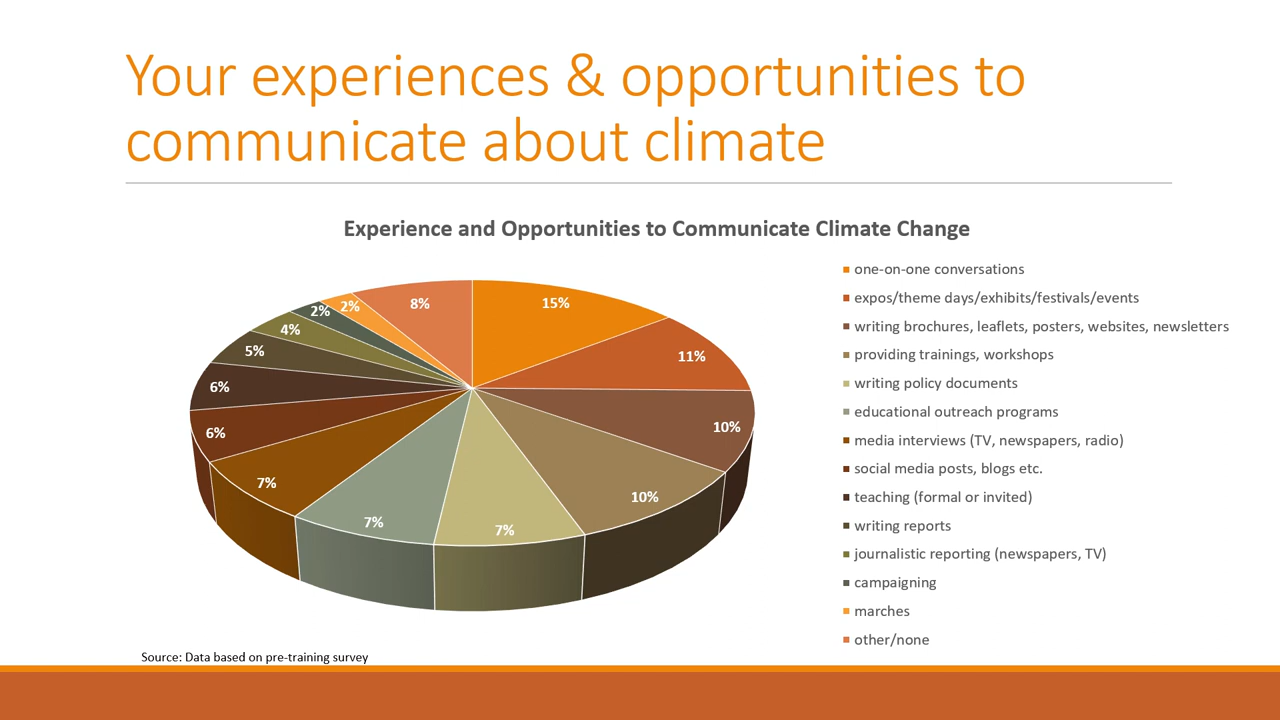 Your experiences & opportunities to
communicate about climate
Experience and Opportunities to Communicate Climate Change
15%
11%
10%
10%
7%
7%
7%
6%
6%
5%
4%
2%
2%
8%
one-on-one conversations
expos/theme days/exhibits/festivals/events
writing brochures, leaflets, posters, websites, newsletters
providing trainings, workshops
writing policy documents
educational outreach programs
media interviews (TV, newspapers, radio)
social media posts, blogs etc.
teaching (formal or invited)
writing reports
journalistic reporting (newspapers, TV)
campaigning
marches
other/none
Source: Data based on pre-training survey